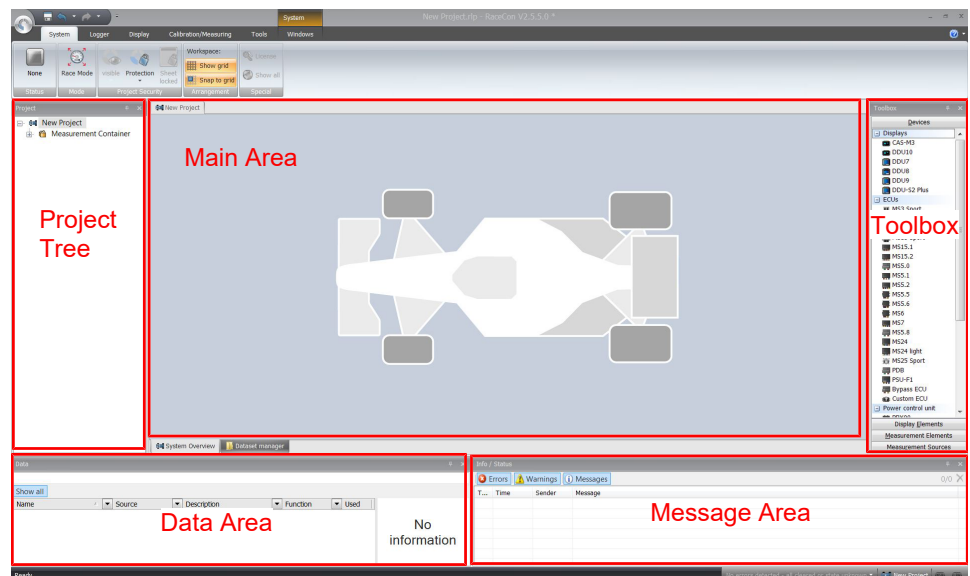 System
New Project.rlp - RaceCon V2.5.5.0 *
System Logger Display Calibration/Measuring Tools Windows
None
Race Mode
visible
Protection
Sheet locked
Workspace:
Show grid
Snap to grid
License
Show all
Status Mode Project Security Arrangement Special
Project
New Project
Measurement Container
Project
Tree
New Project
Main Area
System Overview
Dataset manager
Toolbox
Devices
Displays
CAS-M3
DDU10
DDU7
DDU8
DDU9
DDU-S2 Plus
ECUs
MS3 Sport
Toolbox
MS15.1
MS15.2
MS5.0
MS5.1
MS5.2
MS5.5
MS5.6
MS6
MS7
MS5.8
MS24
MS24 light
MS25 Sport
PDB
PSU-F1
Bypass ECU
Custom ECU
Power control unit
Display Elements
Measurement Elements
Measurement Sources
Data
Show all
Name Source Description Function Used
Data Area
No
information
Info / Status
Errors Warnings Messages 0/0
T... Time Sender Message
Message Area
Ready
New Project